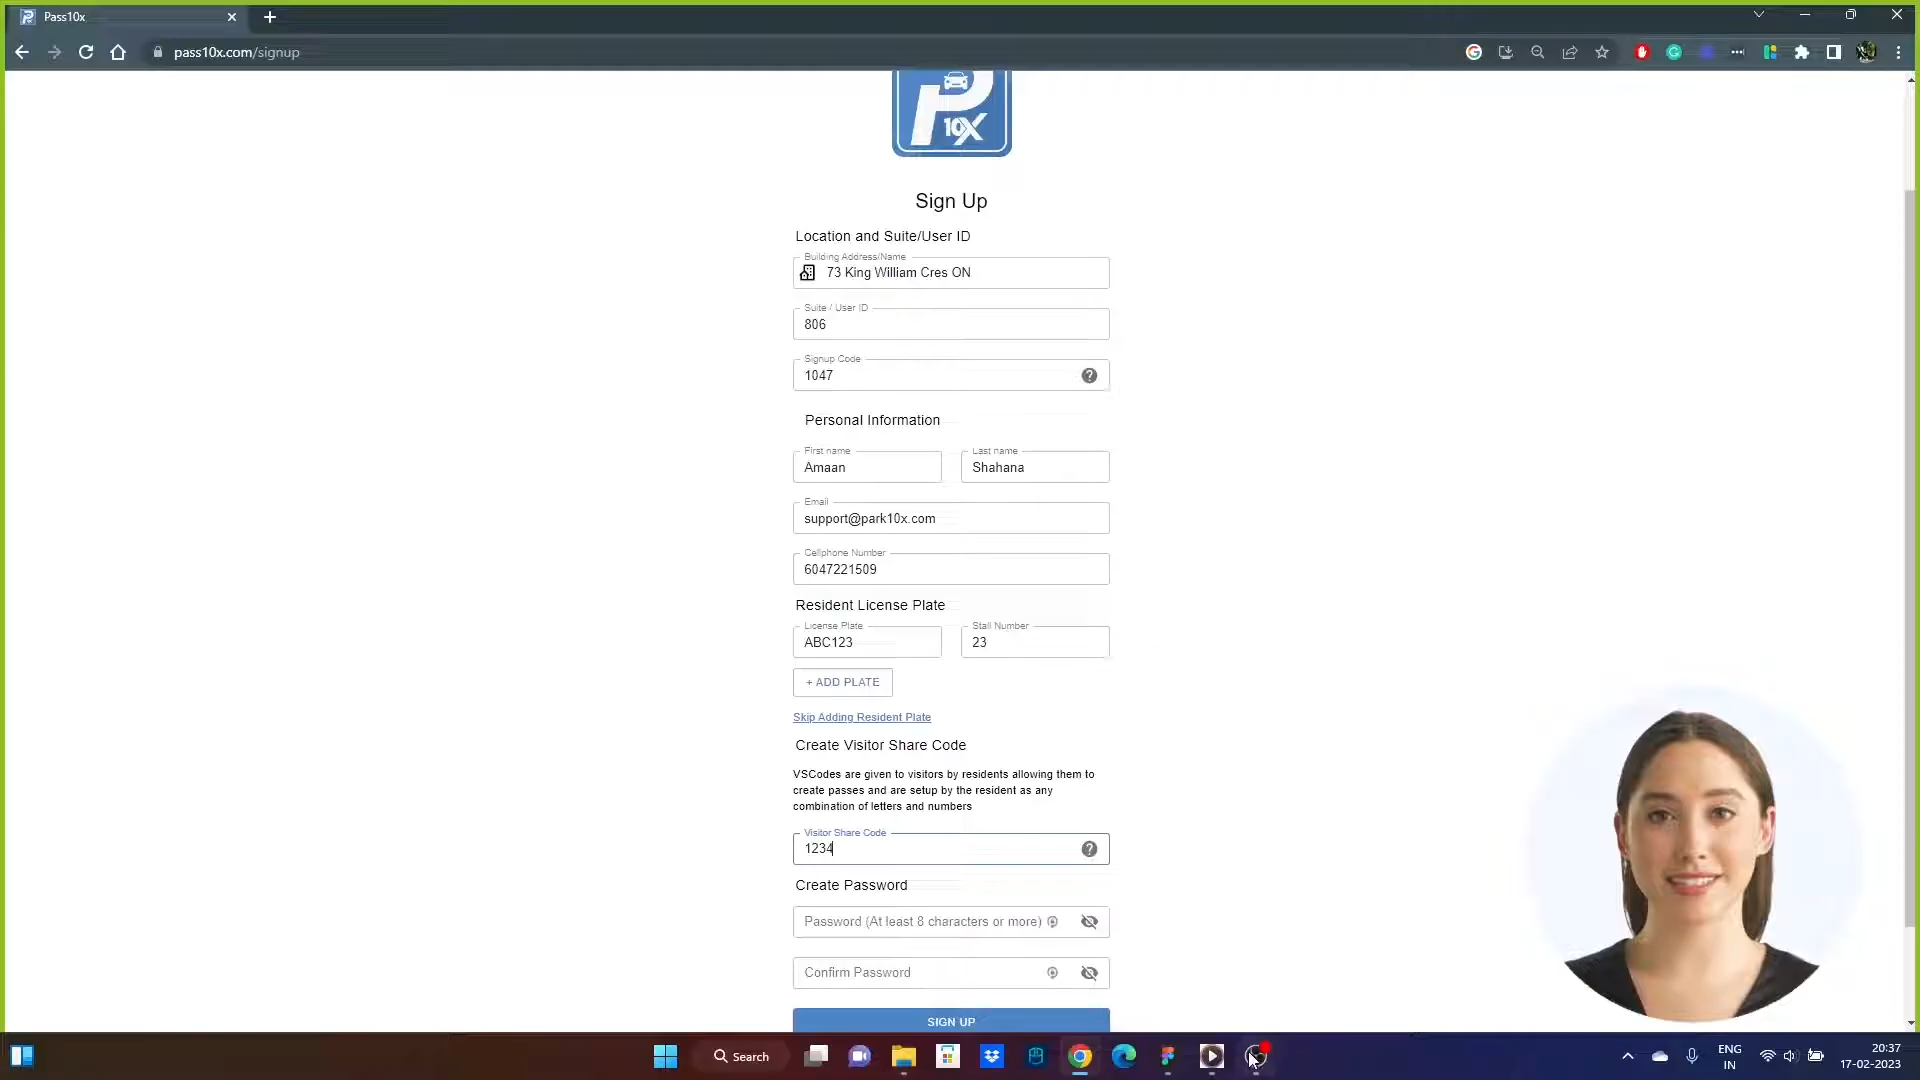 Pass10x
pass10x.com/signup
P 10X
Sign Up
Location and Suite/User ID
Building Address/Name
73 King William Cres ON
Suite / User ID
806
Signup Code
1047
Personal Information
First name
Last name
Amaan
Shahana
Email
support@park10x.com
Cellphone Number
6047221509
Resident License Plate
License Plate
Stall Number
ABC123
23
+ ADD PLATE
Skip Adding Resident Plate
Create Visitor Share Code
VSCodes are given to visitors by residents allowing them to
create passes and are setup by the resident as any
combination of letters and numbers
Visitor Share Code
1234
Create Password
Password (At least 8 characters or more)
Confirm Password
SIGN UP
Search
ENG
IN
20:37
17-02-2023